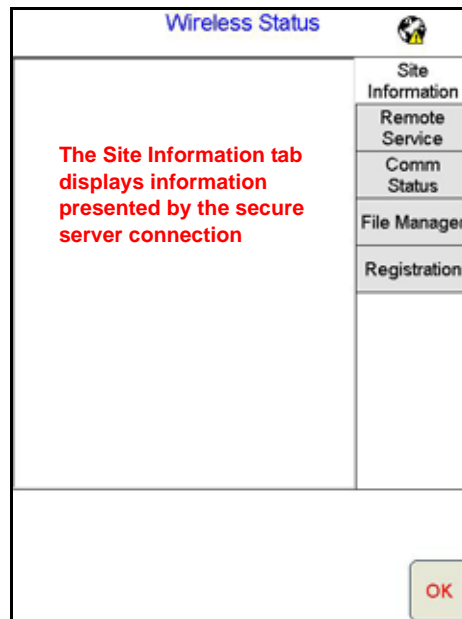 Wireless Status
Site
Information
Remote
Service
Comm
Status
File Manager
Registration
The Site Information tab
displays information
presented by the secure
server connection
OK